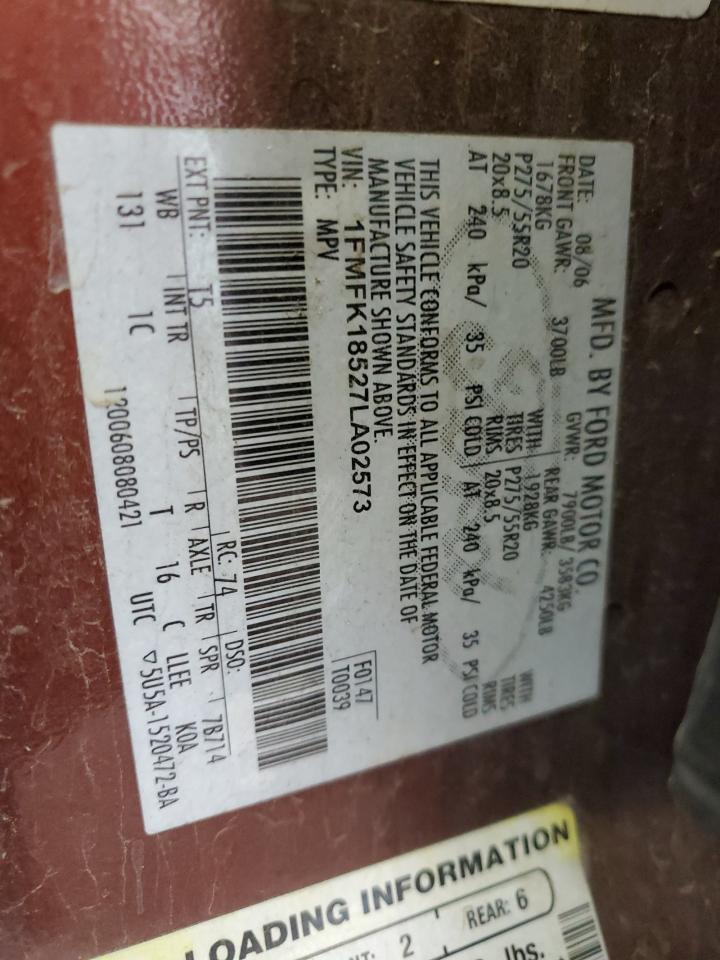 MFD. BY FORD MOTOR CO.
DATE: 08/06 GVWR: 7900LB/ 3583KG
FRONT GAWR: 3700LB REAR GAWR: 4250LB
1678KG WITH 1928KG WITH
P275/55R20 TIRES P275/55R20 TIRES
20x8.5 RIMS 20x8.5 RIMS
AT 240 kPa/ 35 PSI COLD AT 240 kPa/ 35 PSI COLD
THIS VEHICLE CONFORMS TO ALL APPLICABLE FEDERAL MOTOR
VEHICLE SAFETY STANDARDS IN EFFECT ON THE DATE OF
MANUFACTURE SHOWN ABOVE.
VIN: 1FMFK18527LA02573
TYPE: MPV
F0147
T0039
EXT PNT: T5 RC: 74 DSO:
WB INT TR TP/PS R AXLE TR SPR 7B714
131 1C T 16 C LLEE KOA
1200608080421 UTC ▽5U5A-1520472-BA
LOADING INFORMATION
2 REAR: 6
lbs.